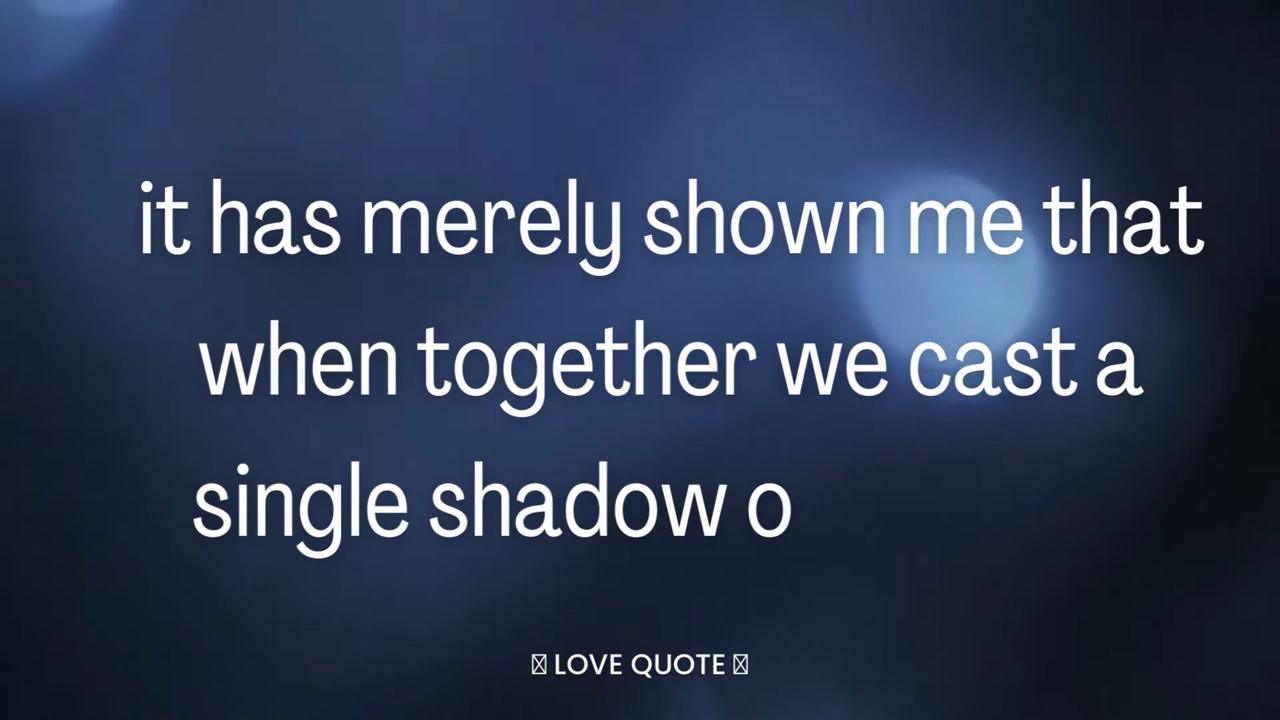 it has merely shown me that
when together we cast a
single shadow o
LOVE QUOTE